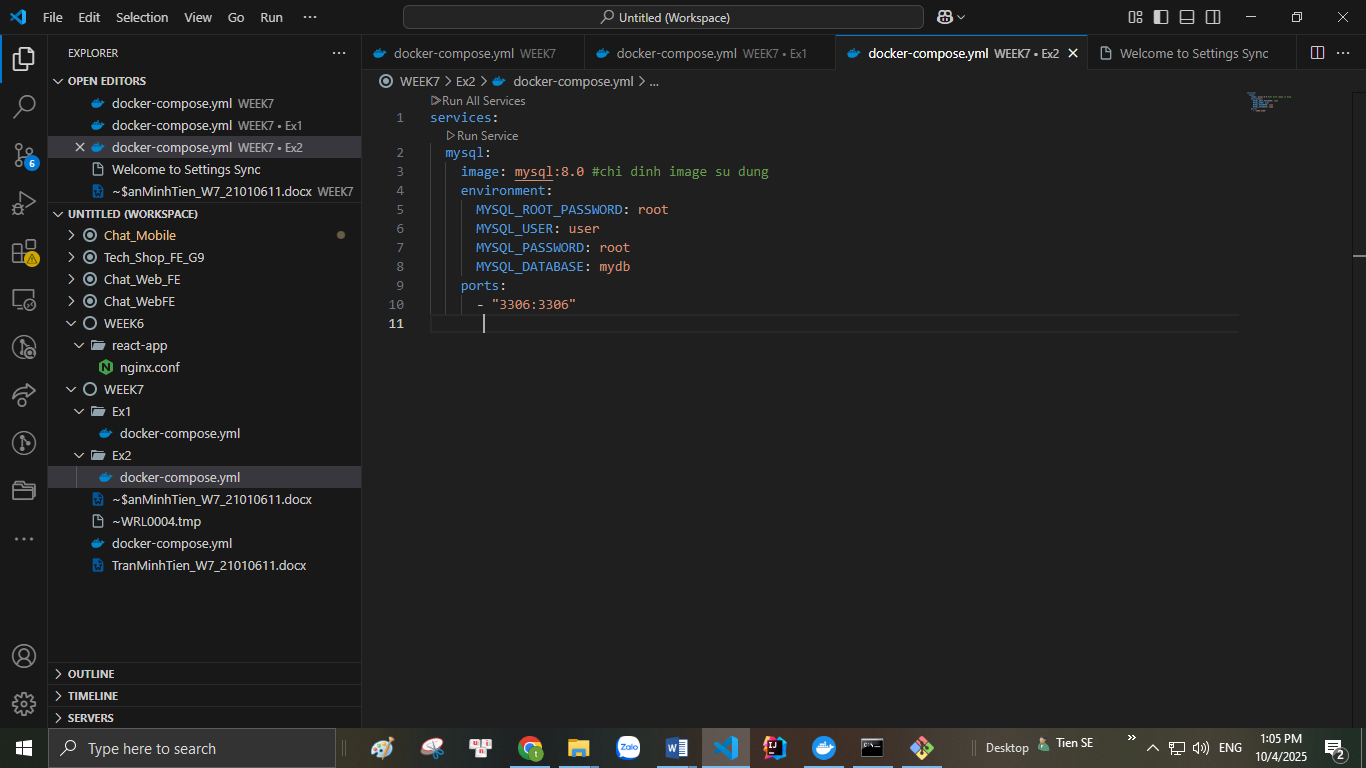 File Edit Selection View Go Run ··· Untitled (Workspace)
EXPLORER ···
OPEN EDITORS
docker-compose.yml WEEK7
docker-compose.yml WEEK7 • Ex1
docker-compose.yml WEEK7 • Ex2
Welcome to Settings Sync
~$anMinhTien_W7_21010611.docx WEEK7
UNTITLED (WORKSPACE)
Chat_Mobile
Tech_Shop_FE_G9
Chat_Web_FE
Chat_WebFE
WEEK6
react-app
nginx.conf
WEEK7
Ex1
docker-compose.yml
Ex2
docker-compose.yml
~$anMinhTien_W7_21010611.docx
~WRL0004.tmp
docker-compose.yml
TranMinhTien_W7_21010611.docx
OUTLINE
TIMELINE
SERVERS
6
docker-compose.yml WEEK7 docker-compose.yml WEEK7 • Ex1 docker-compose.yml WEEK7 • Ex2 Welcome to Settings Sync ···
WEEK7 > Ex2 > docker-compose.yml > ...
Run All Services
1 services:
Run Service
2 mysql:
3 image: mysql:8.0 #chi dinh image su dung
4 environment:
5 MYSQL_ROOT_PASSWORD: root
6 MYSQL_USER: user
7 MYSQL_PASSWORD: root
8 MYSQL_DATABASE: mydb
9 ports:
10 - "3306:3306"
11
Type here to search
Zalo
Desktop Tien SE » ENG 1:05 PM
10/4/2025
2